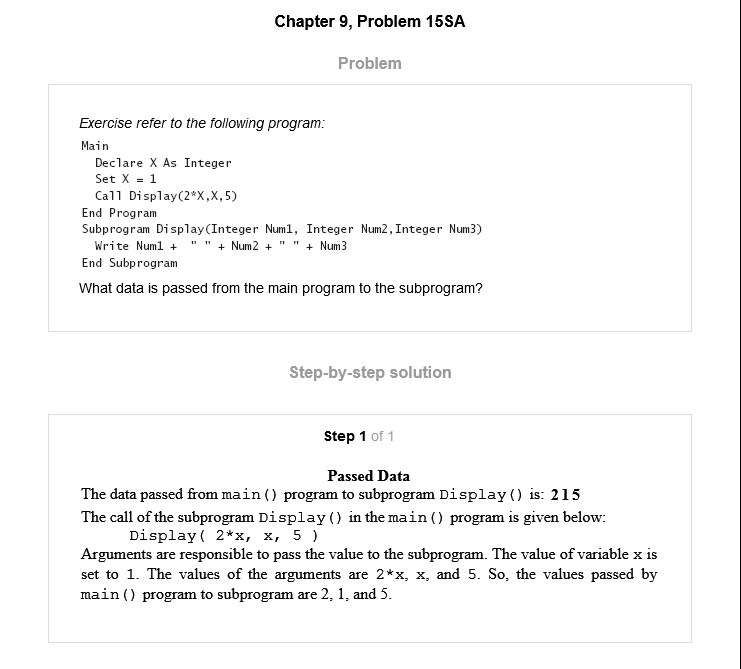 Chapter 9, Problem 15SA
Problem
Exercise refer to the following program:
Main
Declare X As Integer
Set X = 1
Call Display(2*X,X,5)
End Program
Subprogram Display(Integer Num1, Integer Num2,Integer Num3)
Write Num1 + " " + Num2 + " " + Num3
End Subprogram
What data is passed from the main program to the subprogram?
Step-by-step solution
Step 1 of 1
Passed Data
The data passed from main() program to subprogram Display() is: 2 1 5
The call of the subprogram Display() in the main() program is given below:
Display( 2*x, x, 5 )
Arguments are responsible to pass the value to the subprogram. The value of variable x is
set to 1. The values of the arguments are 2*x, x, and 5. So, the values passed by
main() program to subprogram are 2, 1, and 5.